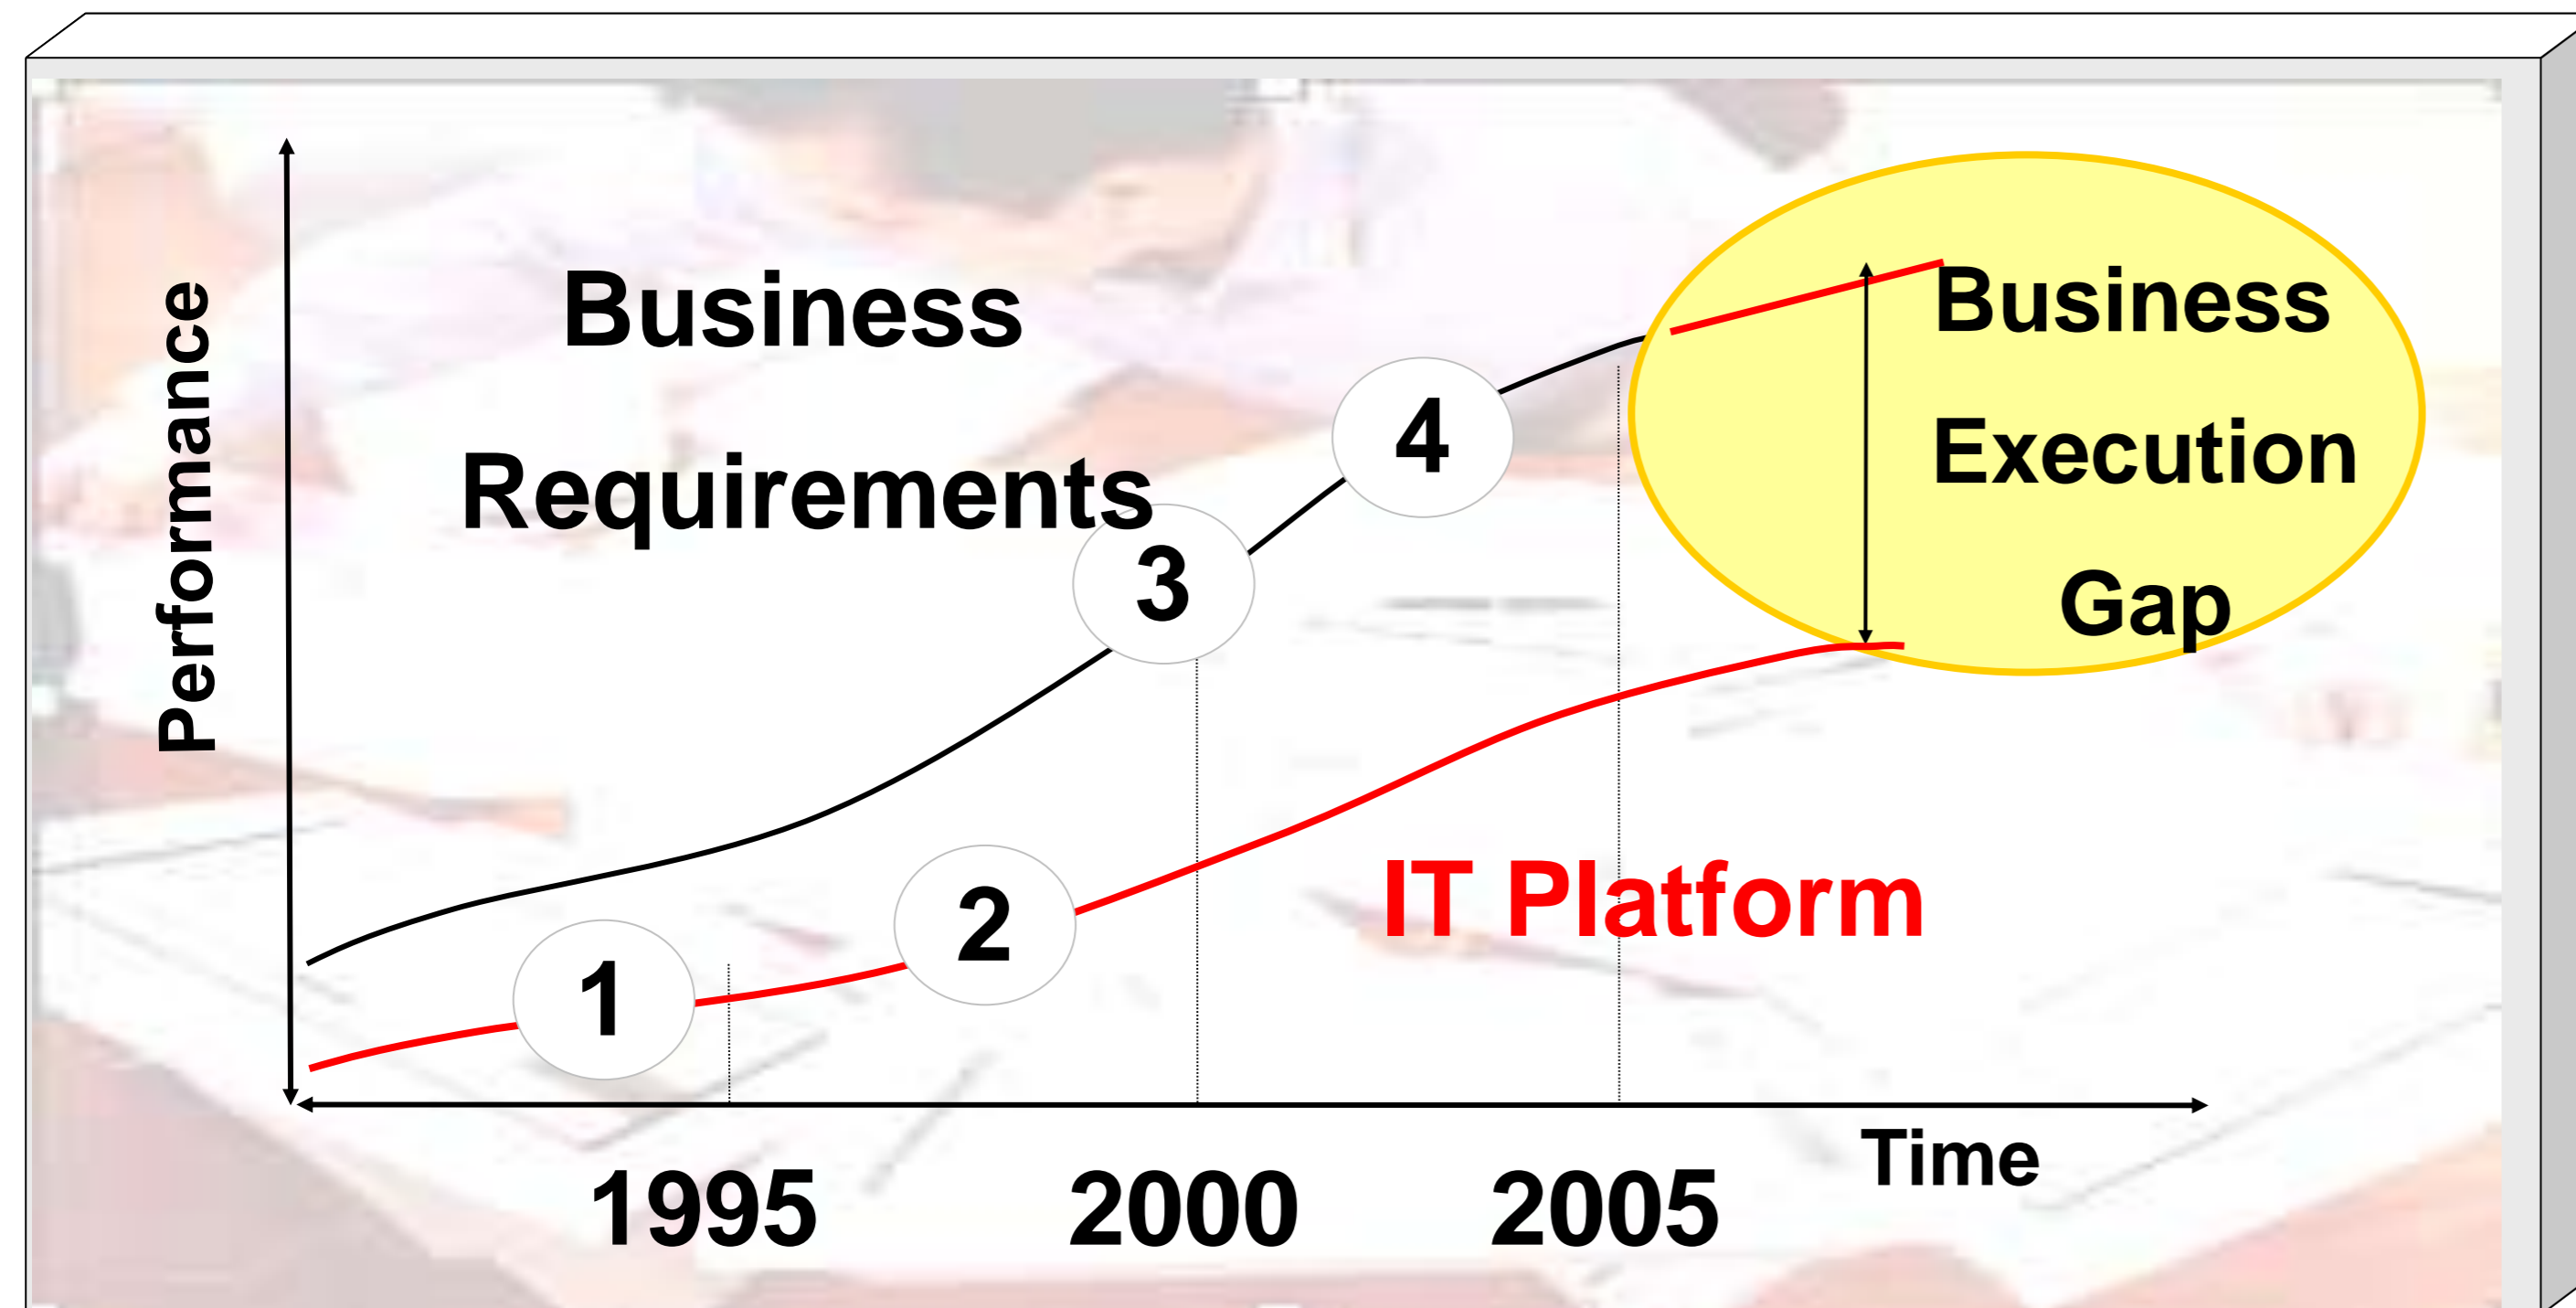 Performance
Business
Requirements
1
2
3
4
Business
Execution
Gap
IT Platform
Time
1995
2000
2005